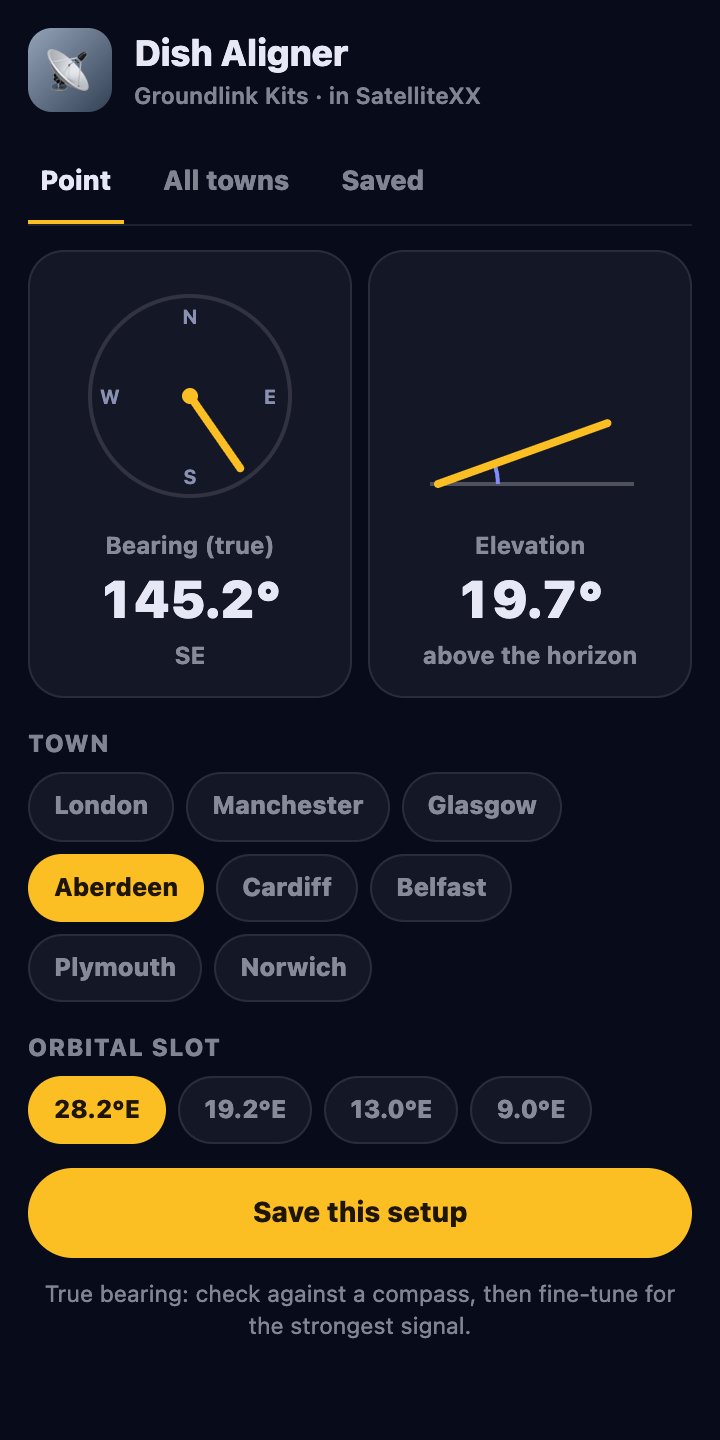 Dish Aligner
Groundlink Kits · in SatelliteXX
Point All towns Saved
N
W E
S
Bearing (true)
145.2°
SE
Elevation
19.7°
above the horizon
TOWN
London Manchester Glasgow
Aberdeen Cardiff Belfast
Plymouth Norwich
ORBITAL SLOT
28.2°E 19.2°E 13.0°E 9.0°E
Save this setup
True bearing: check against a compass, then fine-tune for
the strongest signal.